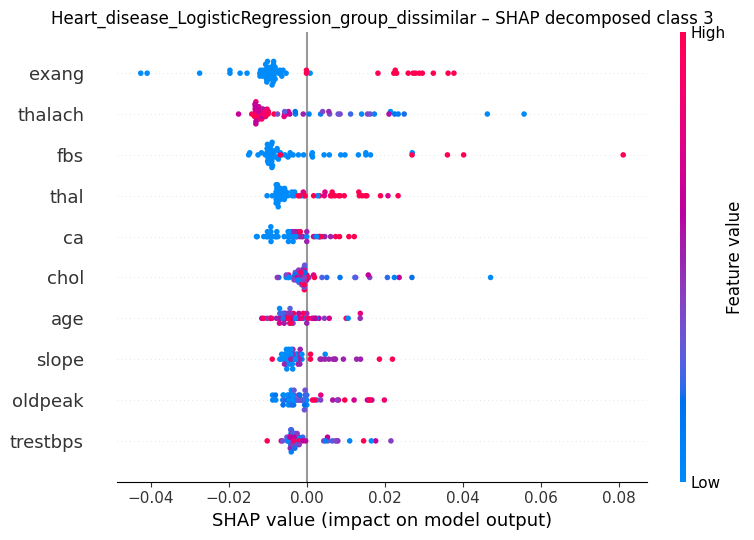 Heart_disease_LogisticRegression_group_dissimilar – SHAP decomposed class 3
High
exang
thalach
fbs
thal
ca
chol
age
slope
oldpeak
trestbps
Feature value
Low
−0.04 −0.02 0.00 0.02 0.04 0.06 0.08
SHAP value (impact on model output)